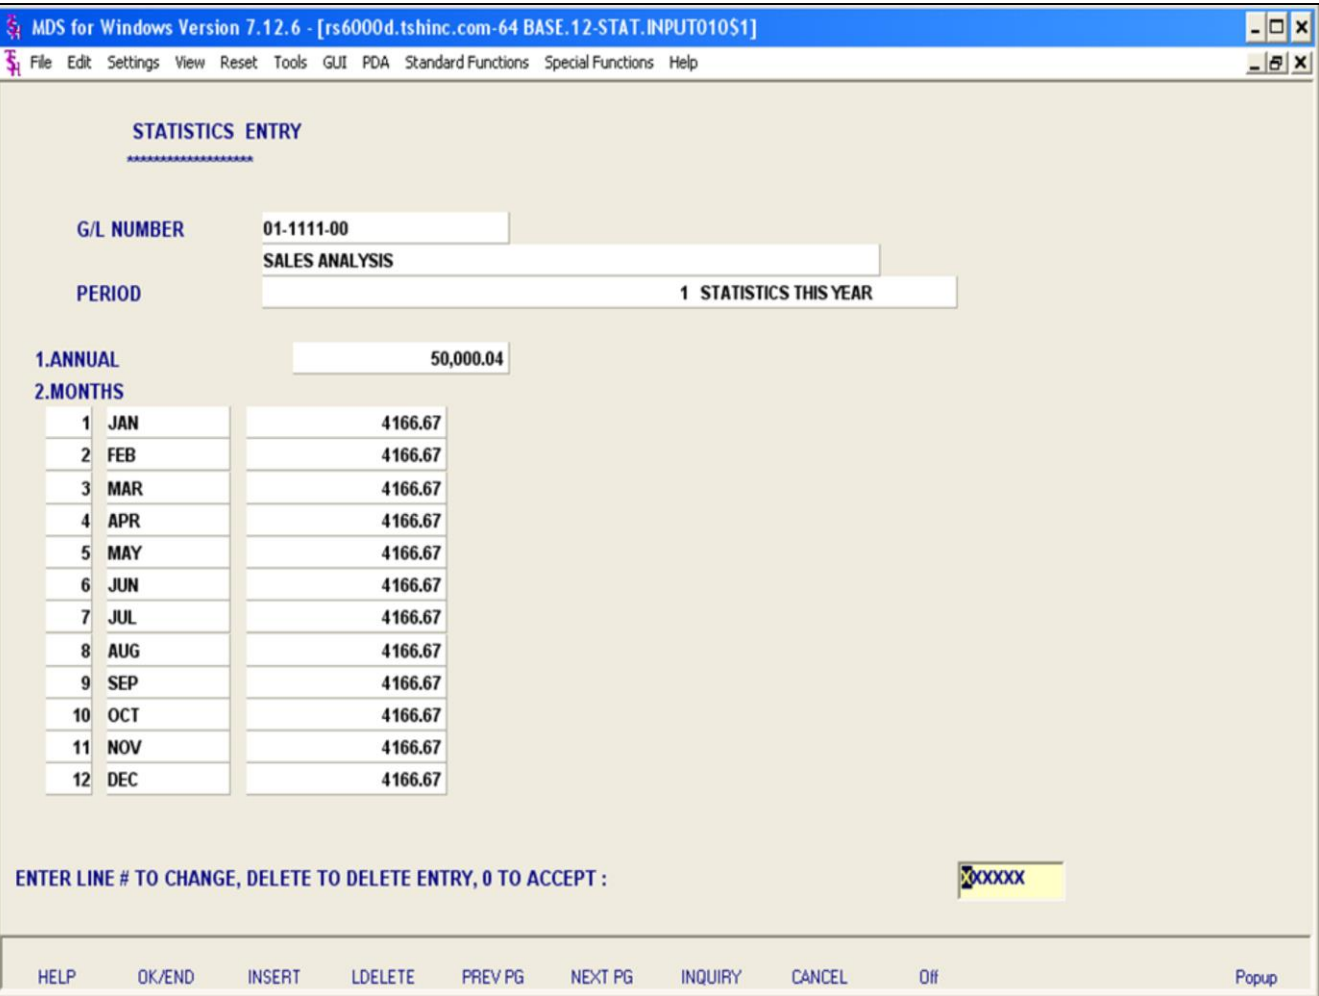 MDS for Windows Version 7.12.6 - [rs6000d.tshinc.com-64 BASE.12-STAT.INPUT010$1]
File Edit Settings View Reset Tools GUI PDA Standard Functions Special Functions Help
STATISTICS ENTRY
********************
G/L NUMBER 01-1111-00
SALES ANALYSIS
PERIOD 1 STATISTICS THIS YEAR
1.ANNUAL 50,000.04
2.MONTHS
1 JAN 4166.67
2 FEB 4166.67
3 MAR 4166.67
4 APR 4166.67
5 MAY 4166.67
6 JUN 4166.67
7 JUL 4166.67
8 AUG 4166.67
9 SEP 4166.67
10 OCT 4166.67
11 NOV 4166.67
12 DEC 4166.67
ENTER LINE # TO CHANGE, DELETE TO DELETE ENTRY, 0 TO ACCEPT : XXXXXX
HELP OK/END INSERT LDELETE PREV PG NEXT PG INQUIRY CANCEL Off Popup